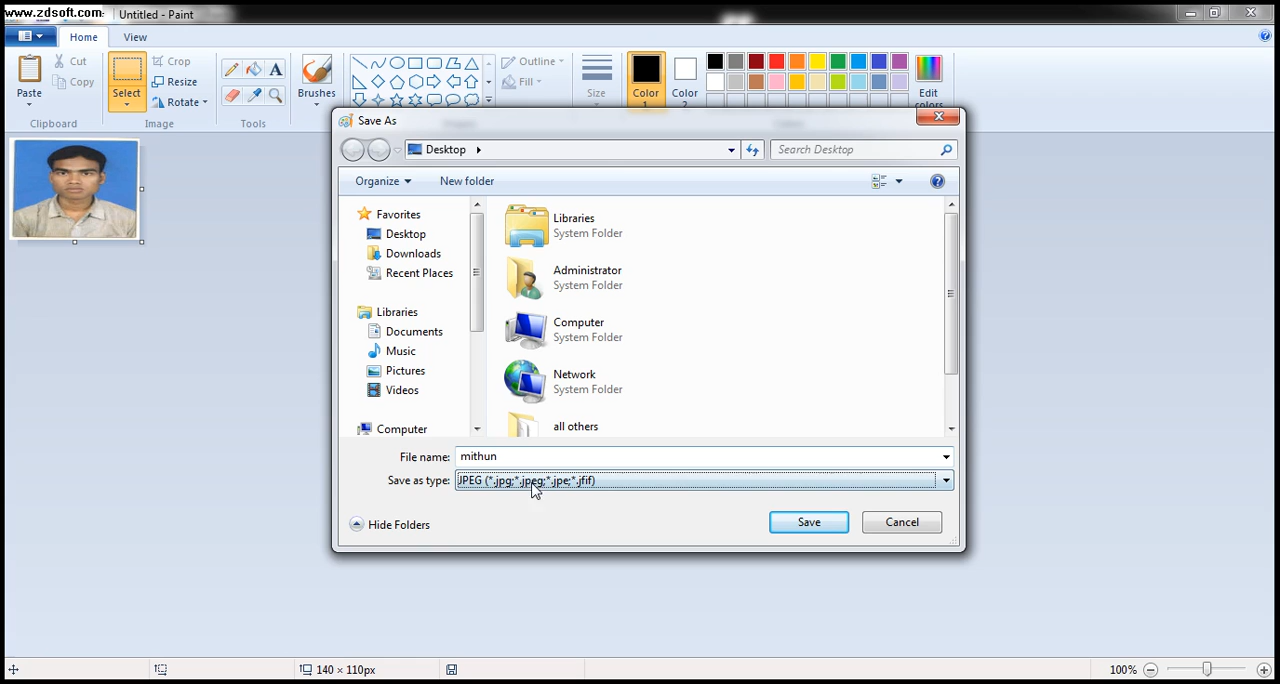 www.zdsoft.com
Untitled - Paint
Home
View
Paste
Cut
Copy
Clipboard
Select
Crop
Resize
Rotate
Image
Tools
Brushes
Outline
Fill
Size
Color
1
Color
2
Edit
colors
Save As
Desktop
Search Desktop
Organize
New folder
Favorites
Desktop
Downloads
Recent Places
Libraries
Documents
Music
Pictures
Videos
Computer
Libraries
System Folder
Administrator
System Folder
Computer
System Folder
Network
System Folder
all others
File name: mithun
Save as type: JPEG (*.jpg;*.jpeg;*.jpe;*.jfif)
Hide Folders
Save
Cancel
140 × 110px
100%